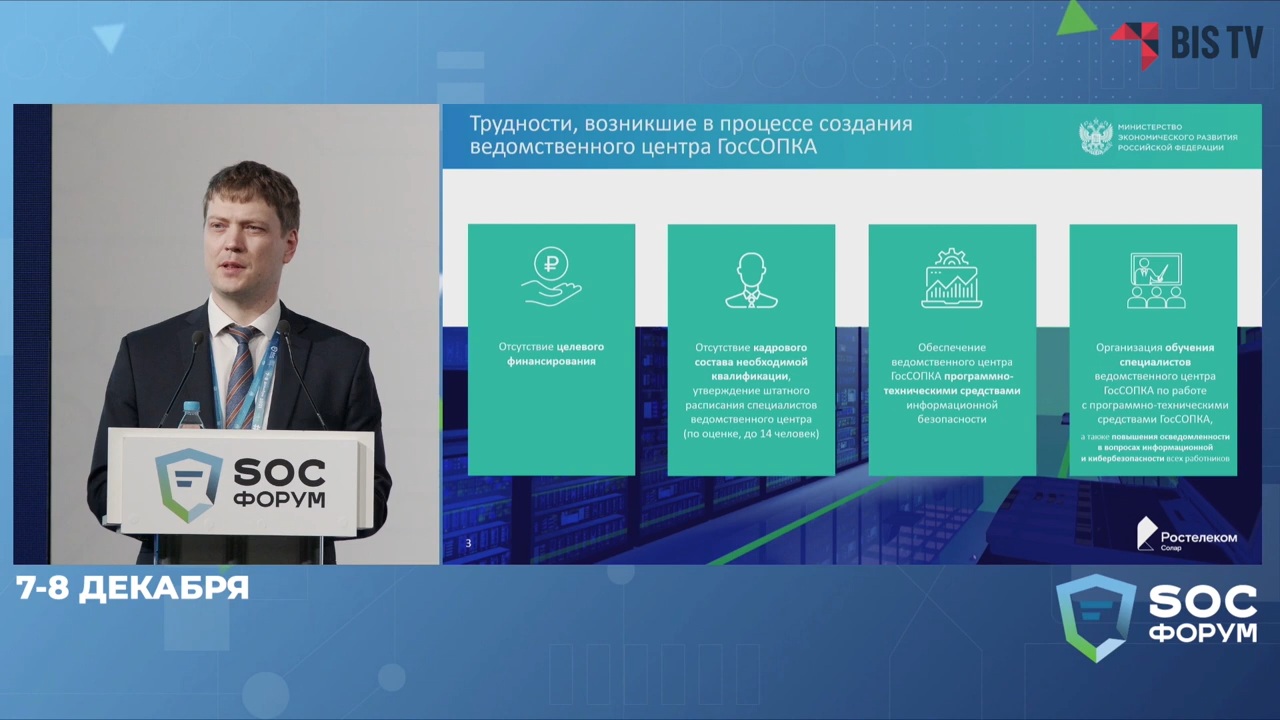 BIS TV
Трудности, возникшие в процессе создания
ведомственного центра ГосСОПКА
МИНИСТЕРСТВО
ЭКОНОМИЧЕСКОГО РАЗВИТИЯ
РОССИЙСКОЙ ФЕДЕРАЦИИ
Отсутствие целевого
финансирования
Отсутствие кадрового
состава необходимой
квалификации,
утверждение штатного
расписания специалистов
ведомственного центра
(по оценке, до 14 человек)
Обеспечение
ведомственного центра
ГосСОПКА программно-
техническими средствами
информационной
безопасности
Организация обучения
специалистов
ведомственного центра
ГосСОПКА по работе
с программно-техническими
средствами ГосСОПКА,
а также повышения осведомленности
в вопросах информационной
и кибербезопасности всех работников
3
Ростелеком
Солар
SOC
ФОРУМ
7-8 ДЕКАБРЯ
SOC
ФОРУМ